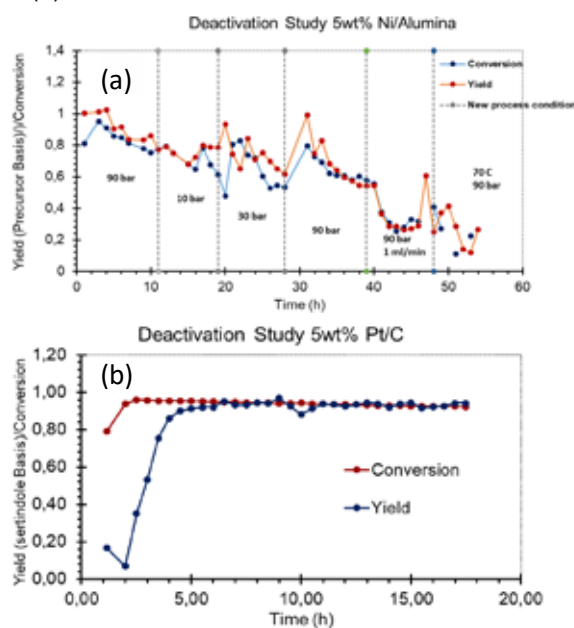 Deactivation Study 5wt% Ni/Alumina
(a)
Yield (Precursor Basis)/)/Conversion
1,4
1,2
1
0,8
0,6
0,4
0,2
0
Conversion
Yield
New process condition
90 bar
10 bar
30 bar
90 bar
90 bar
1 ml/min
70 C
90 bar
0 10 20 30 40 50 60
Time (h)
Deactivation Study 5wt% Pt/C
(b)
Yield (sertindole Basis)/Conversion
1,20
1,00
0,80
0,60
0,40
0,20
0,00
Conversion
Yield
0,00 5,00 10,00 15,00 20,00
Time (h)